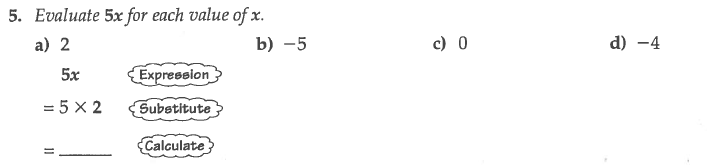 5. Evaluate 5x for each value of x.
a) 2 b) −5 c) 0 d) −4
5x Expression
= 5 × 2 Substitute
= ______ Calculate